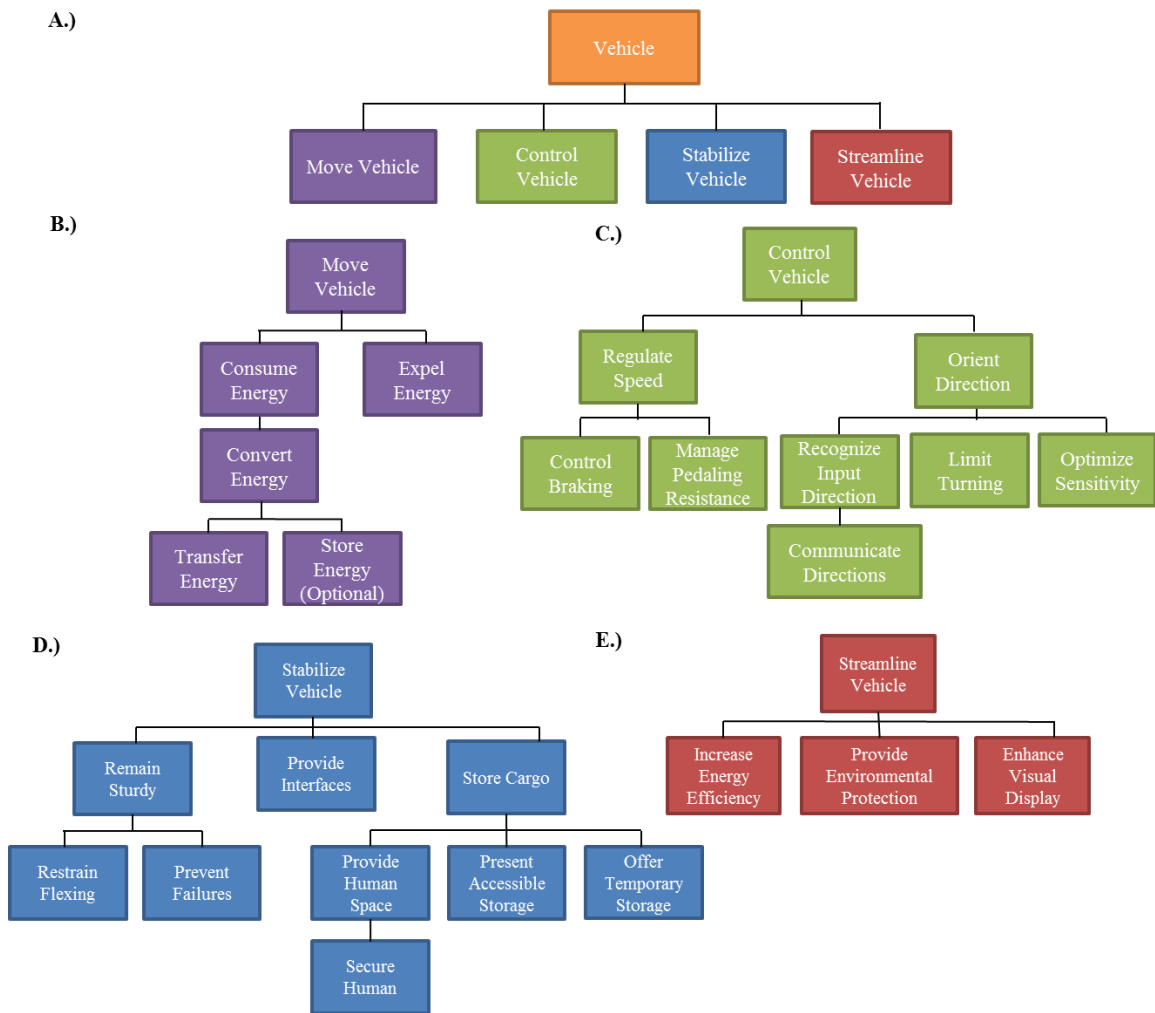 A.)
Vehicle
Move Vehicle
Control
Vehicle
Stabilize
Vehicle
Streamline
Vehicle
B.)
Move
Vehicle
Consume
Energy
Expel
Energy
Convert
Energy
Transfer
Energy
Store
Energy
(Optional)
C.)
Control
Vehicle
Regulate
Speed
Orient
Direction
Control
Braking
Manage
Pedaling
Resistance
Recognize
Input
Direction
Limit
Turning
Optimize
Sensitivity
Communicate
Directions
D.)
Stabilize
Vehicle
Remain
Sturdy
Provide
Interfaces
Store Cargo
Restrain
Flexing
Prevent
Failures
Provide
Human
Space
Present
Accessible
Storage
Offer
Temporary
Storage
Secure
Human
E.)
Streamline
Vehicle
Increase
Energy
Efficiency
Provide
Environmental
Protection
Enhance
Visual
Display